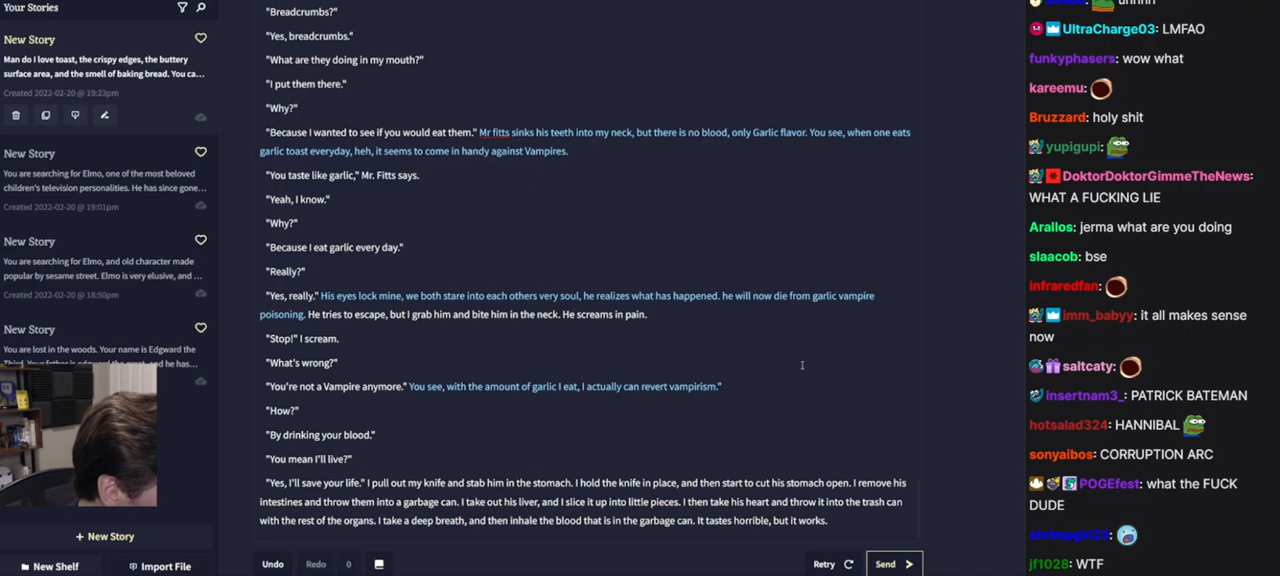 Your Stories
New Story
Man do I love toast, the crispy edges, the buttery
surface area, and the smell of baking bread. You ca...
Created 2022-02-20 @ 19:23pm
New Story
You are searching for Elmo, one of the most beloved
children's television personalities. He has since gone...
Created 2022-02-20 @ 19:01pm
New Story
You are searching for Elmo, and old character made
popular by sesame street. Elmo is very elusive, and ...
Created 2022-02-20 @ 18:50pm
New Story
You are lost in the woods. Your name is Edgward the
Third. Your father is edgward the great, and he has...
+ New Story
New Shelf
Import File
"Breadcrumbs?"
"Yes, breadcrumbs."
"What are they doing in my mouth?"
"I put them there."
"Why?"
"Because I wanted to see if you would eat them." Mr fitts sinks his teeth into my neck, but there is no blood, only Garlic flavor. You see, when one eats
garlic toast everyday, heh, it seems to come in handy against Vampires.
"You taste like garlic," Mr. Fitts says.
"Yeah, I know."
"Why?"
"Because I eat garlic every day."
"Really?"
"Yes, really." His eyes lock mine, we both stare into each others very soul, he realizes what has happened. he will now die from garlic vampire
poisoning. He tries to escape, but I grab him and bite him in the neck. He screams in pain.
"Stop!" I scream.
"What's wrong?"
"You're not a Vampire anymore." You see, with the amount of garlic I eat, I actually can revert vampirism."
"How?"
"By drinking your blood."
"You mean I'll live?"
"Yes, I'll save your life." I pull out my knife and stab him in the stomach. I hold the knife in place, and then start to cut his stomach open. I remove his
intestines and throw them into a garbage can. I take out his liver, and I slice it up into little pieces. I then take his heart and throw it into the trash can
with the rest of the organs. I take a deep breath, and then inhale the blood that is in the garbage can. It tastes horrible, but it works.
Undo
Redo
0
Retry
Send
UltraCharge03: LMFAO
funkyphasers: wow what
kareemu:
Bruzzard: holy shit
yupigupi:
DoktorDoktorGimmeTheNews:
WHAT A FUCKING LIE
Arallos: jerma what are you doing
slaacob: bse
infraredfan:
imm_babyy: it all makes sense
now
saltcaty:
insertnam3_: PATRICK BATEMAN
hotsalad324: HANNIBAL
sonyaibos: CORRUPTION ARC
POGEfest: what the FUCK
DUDE
shrimpgirl23:
jf1028: WTF